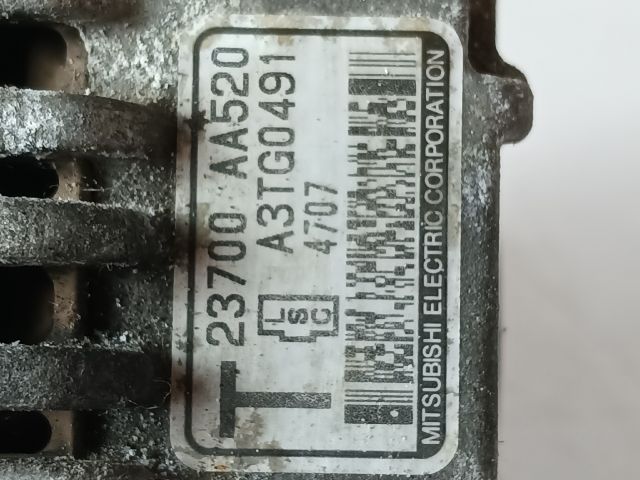 T 23700 AA520
L S C A3TG0491
4707
MITSUBISHI ELECTRIC CORPORATION